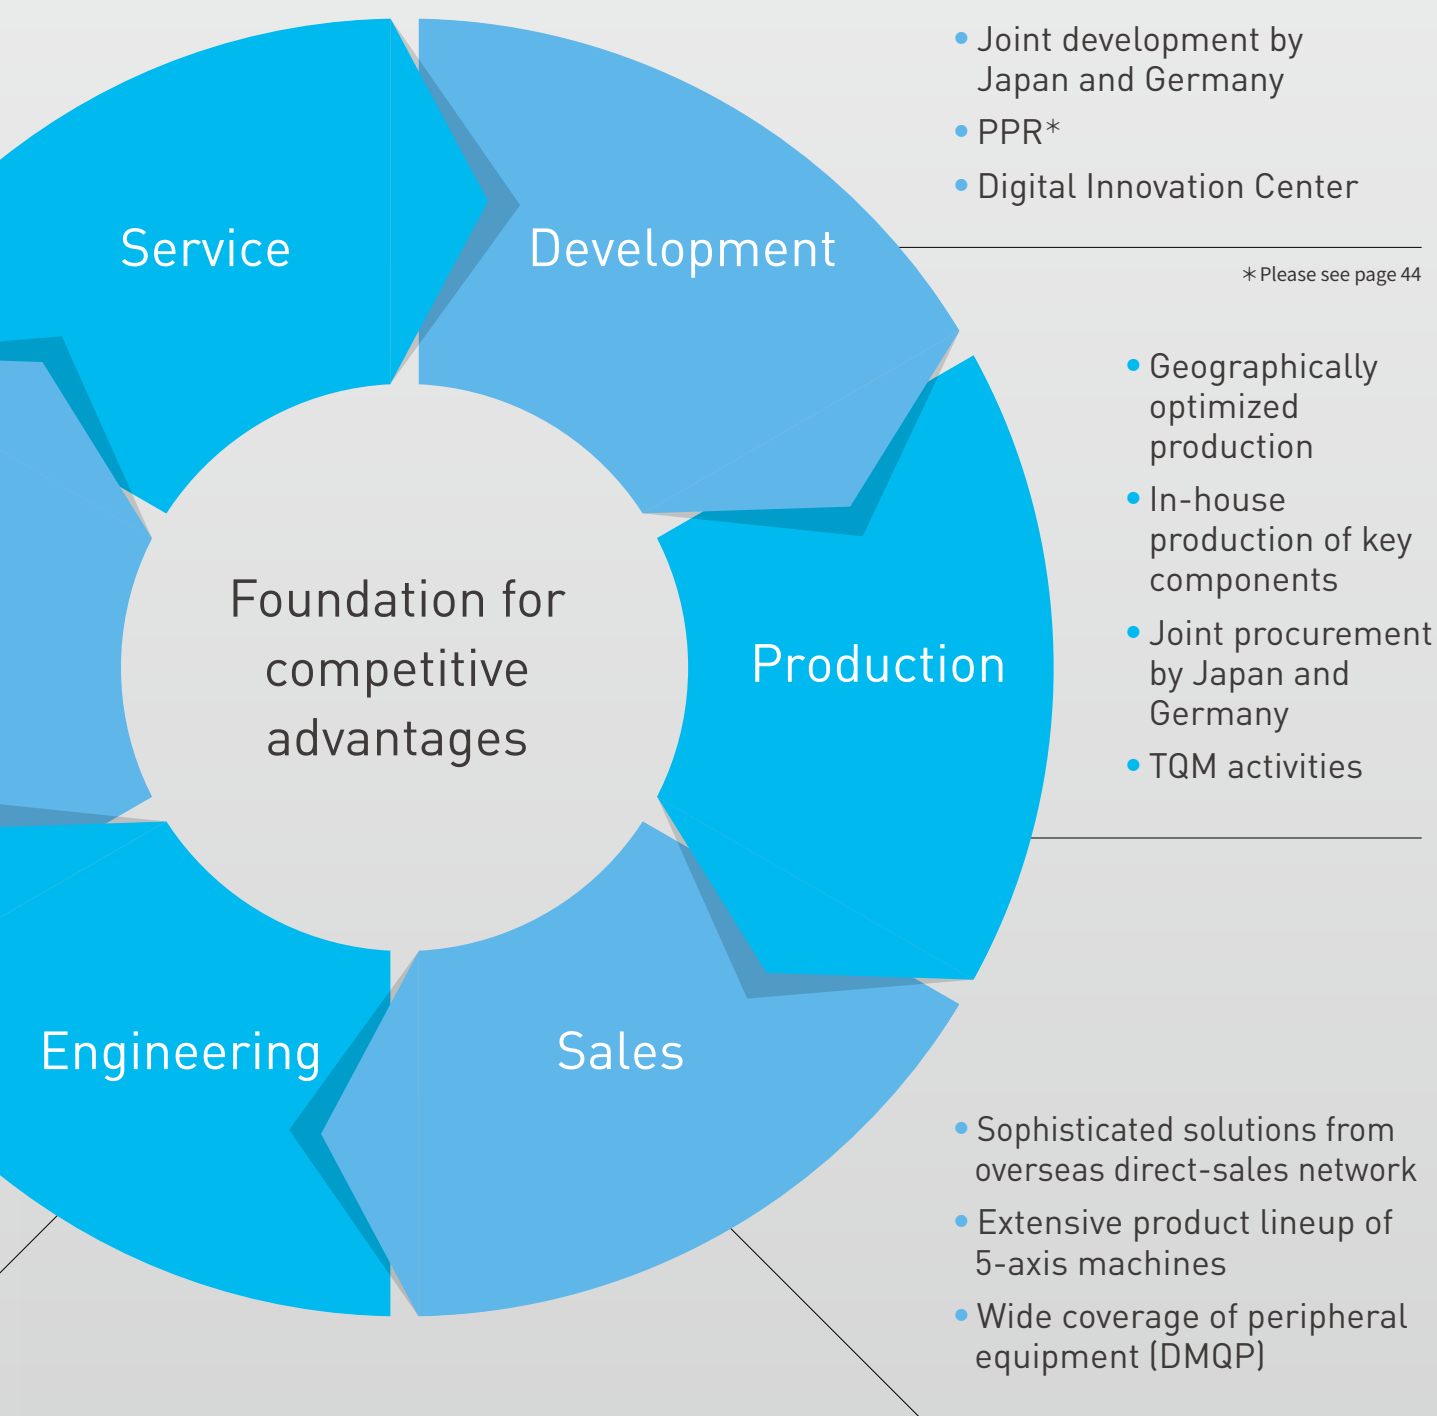 • Joint development by
Japan and Germany
• PPR*
• Digital Innovation Center
Service
Development
* Please see page 44
• Geographically
optimized
production
• In-house
production of key
components
• Joint procurement
by Japan and
Germany
• TQM activities
Foundation for
competitive
advantages
Production
Engineering
Sales
• Sophisticated solutions from
overseas direct-sales network
• Extensive product lineup of
5-axis machines
• Wide coverage of peripheral
equipment (DMQP)